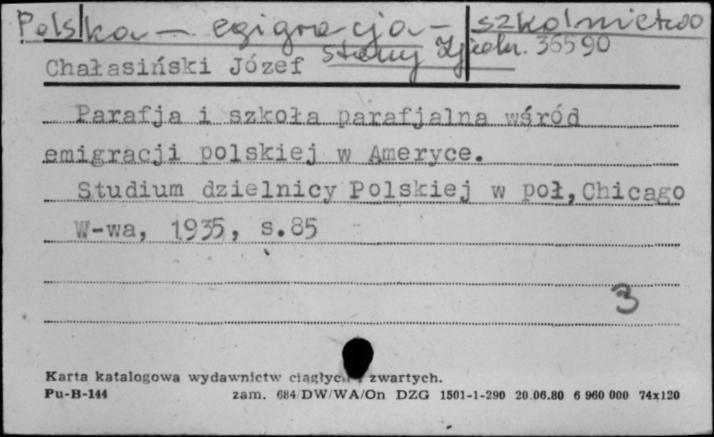 Polska - emigracja - szkolnictwo
Stany Zjedn. 36590
Chałasiński Józef
Parafja i szkoła parafjalna wśród
emigracji polskiej w Ameryce.
Studium dzielnicy Polskiej w poł, Chicago
W-wa, 1935, s.85
3
Karta katalogowa wydawnictw ciągłych i zwartych.
Pu-B-144 zam. 684/DW/WA/On DZG 1501-1-290 20.06.80 6 960 000 74x120